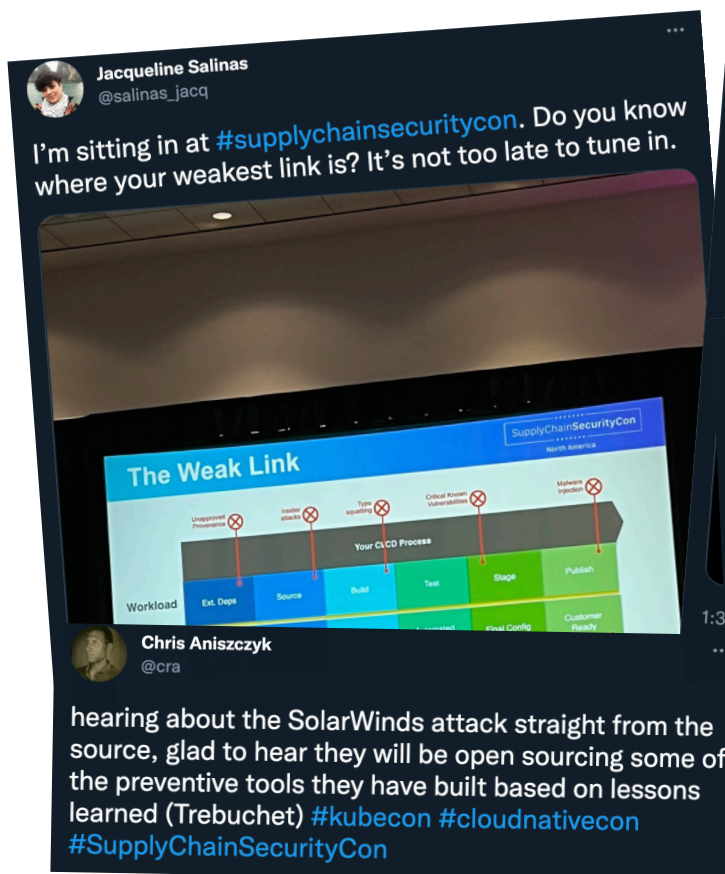 Jacqueline Salinas
@salinas_jacq
I'm sitting in at #supplychainsecuritycon. Do you know
where your weakest link is? It's not too late to tune in.
SupplyChainSecurityCon
North America
The Weak Link
Unapproved
Provenance
Insider
attacks
Typo
squatting
Critical Known
Vulnerabilities
Malware
Injection
Your CI/CD Process
Workload
Ext. Deps
Source
Build
Test
Stage
Publish
Final Config
Customer
Ready
1:3
Chris Aniszczyk
@cra
hearing about the SolarWinds attack straight from the
source, glad to hear they will be open sourcing some of
the preventive tools they have built based on lessons
learned (Trebuchet) #kubecon #cloudnativecon
#SupplyChainSecurityCon